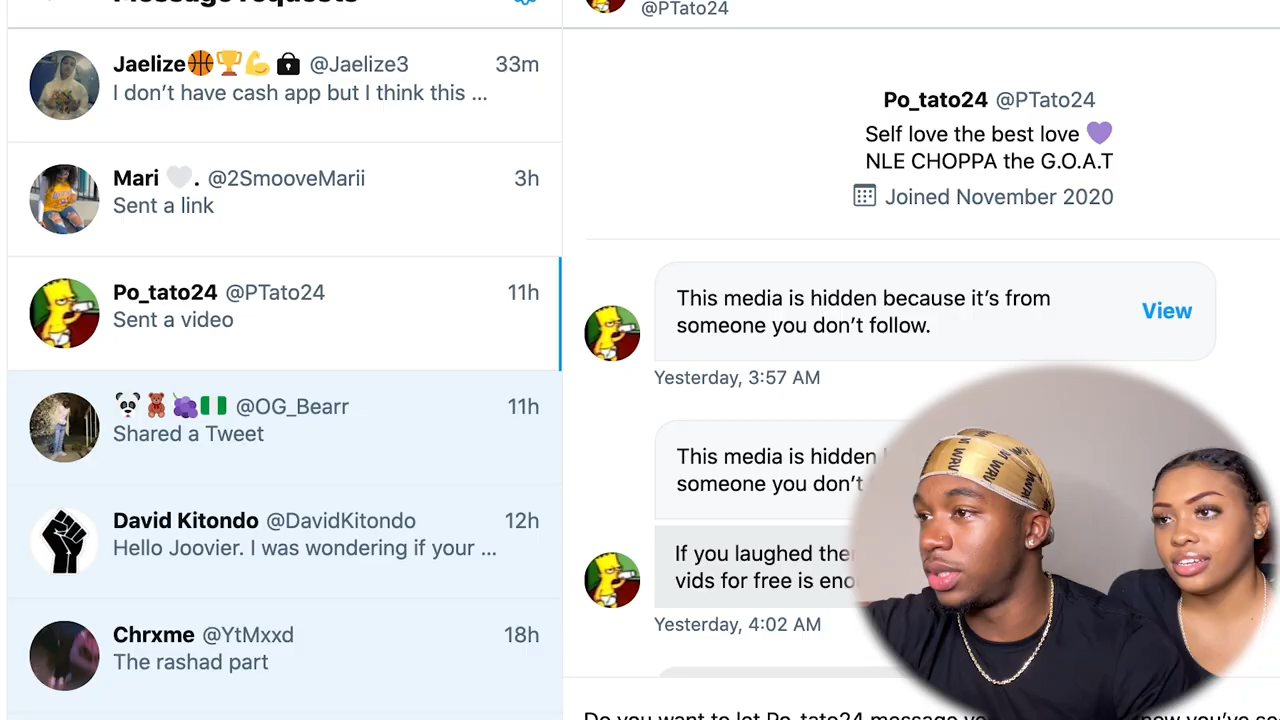 Message requests
@PTato24
Jaelize🏀🏆💪 @Jaelize3 33m
I don't have cash app but I think this ...
Mari 🤍. @2SmooveMarii 3h
Sent a link
Po_tato24 @PTato24 11h
Sent a video
🐼🧸🍇🇳🇬 @OG_Bearr 11h
Shared a Tweet
David Kitondo @DavidKitondo 12h
Hello Joovier. I was wondering if your ...
Chrxme @YtMxxd 18h
The rashad part
Po_tato24 @PTato24
Self love the best love 💜
NLE CHOPPA the G.O.A.T
Joined November 2020
This media is hidden because it's from
someone you don't follow.
View
Yesterday, 3:57 AM
This media is hidden
someone you don't
If you laughed
vids for free is
Yesterday, 4:02 AM
Do you want to let Po_tato24 message